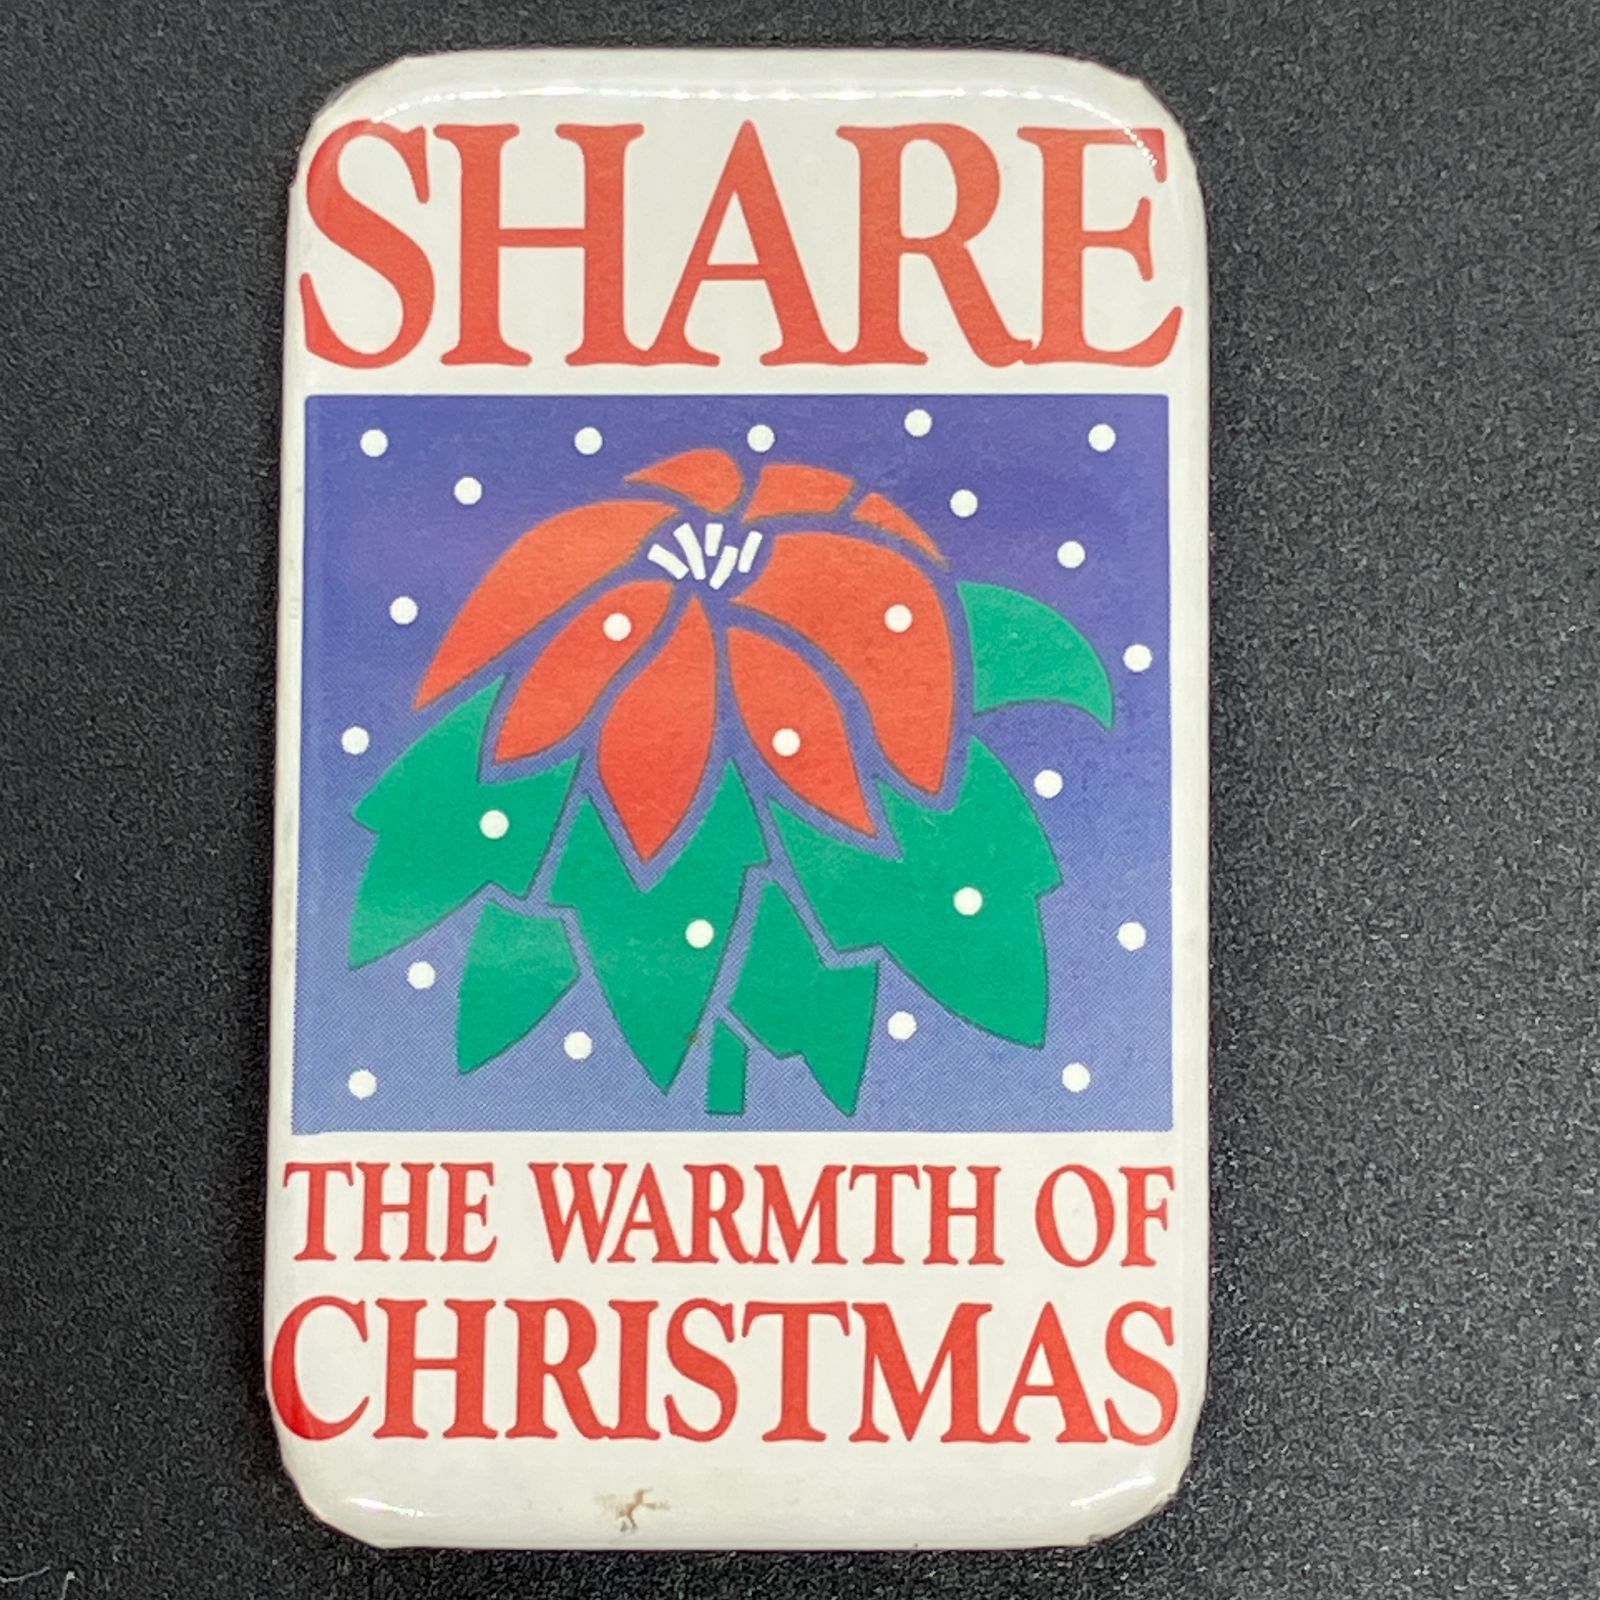 SHARE
THE WARMTH OF
CHRISTMAS